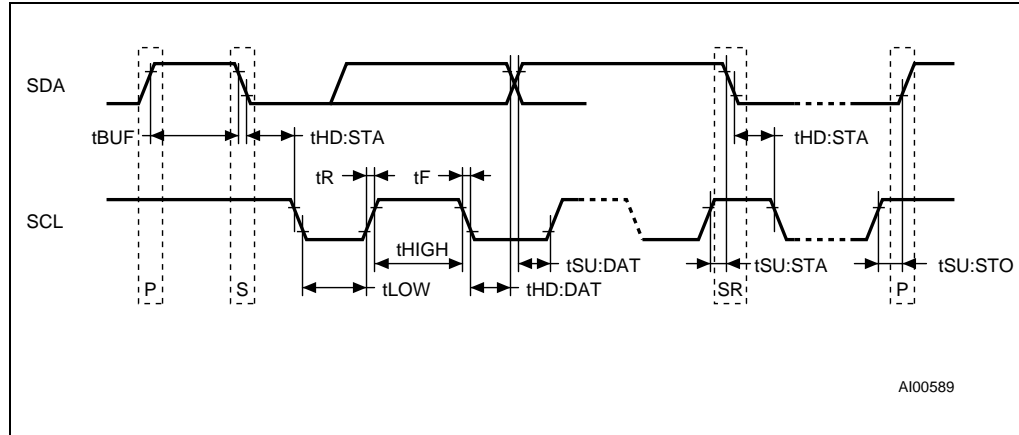 SDA
tBUF
tHD:STA
tHD:STA
tR
tF
SCL
tHIGH
tLOW
tHD:DAT
tSU:DAT
tSU:STA
tSU:STO
P
S
SR
P
AI00589